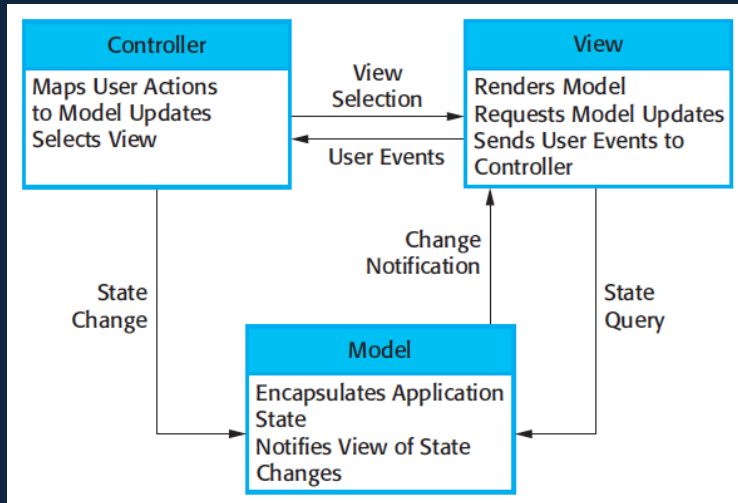 Controller
Maps User Actions
to Model Updates
Selects View
View
Selection
User Events
View
Renders Model
Requests Model Updates
Sends User Events to
Controller
State
Change
Change
Notification
State
Query
Model
Encapsulates Application
State
Notifies View of State
Changes